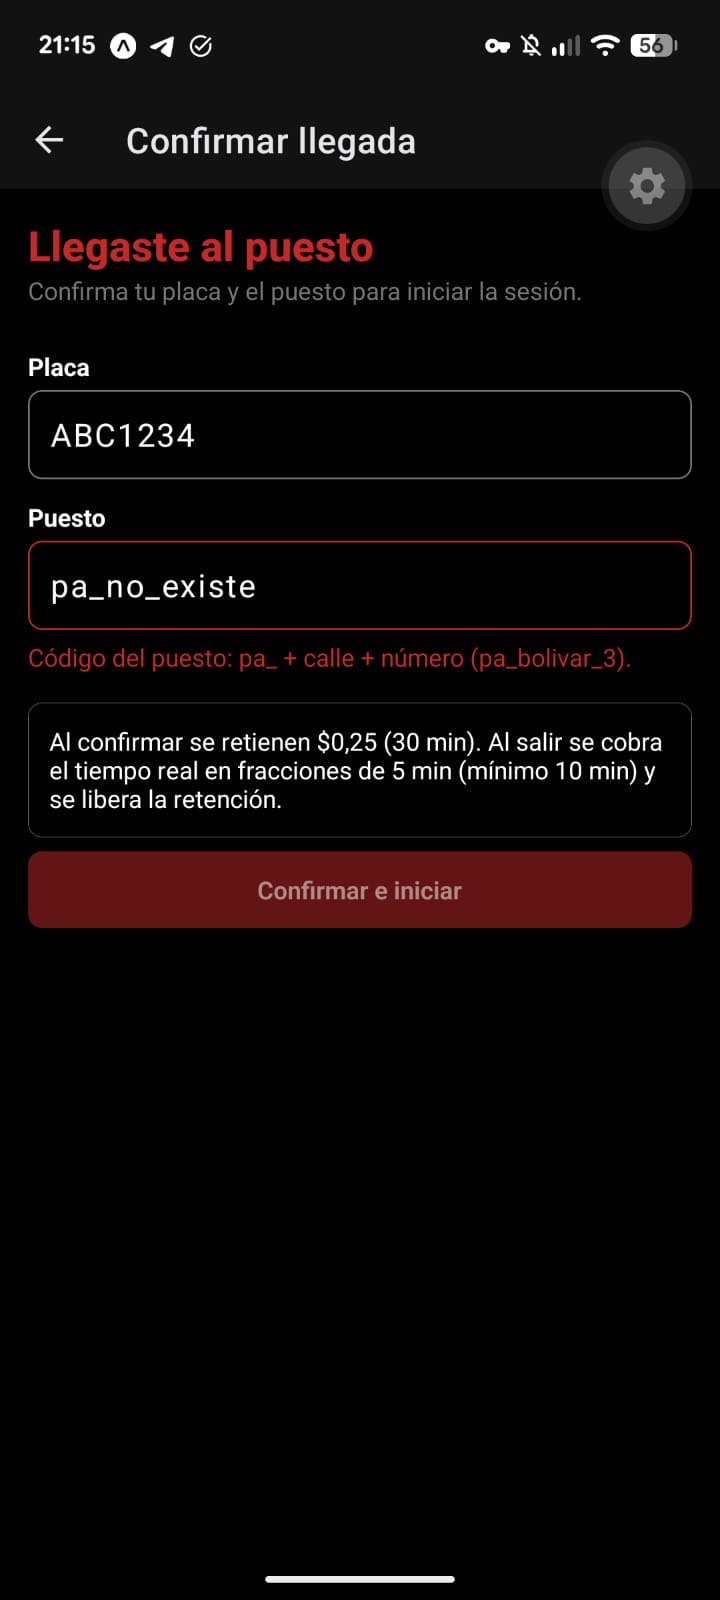 21:15
56
Confirmar llegada
Llegaste al puesto
Confirma tu placa y el puesto para iniciar la sesión.
Placa
ABC1234
Puesto
pa_no_existe
Código del puesto: pa_ + calle + número (pa_bolivar_3).
Al confirmar se retienen $0,25 (30 min). Al salir se cobra
el tiempo real en fracciones de 5 min (mínimo 10 min) y
se libera la retención.
Confirmar e iniciar